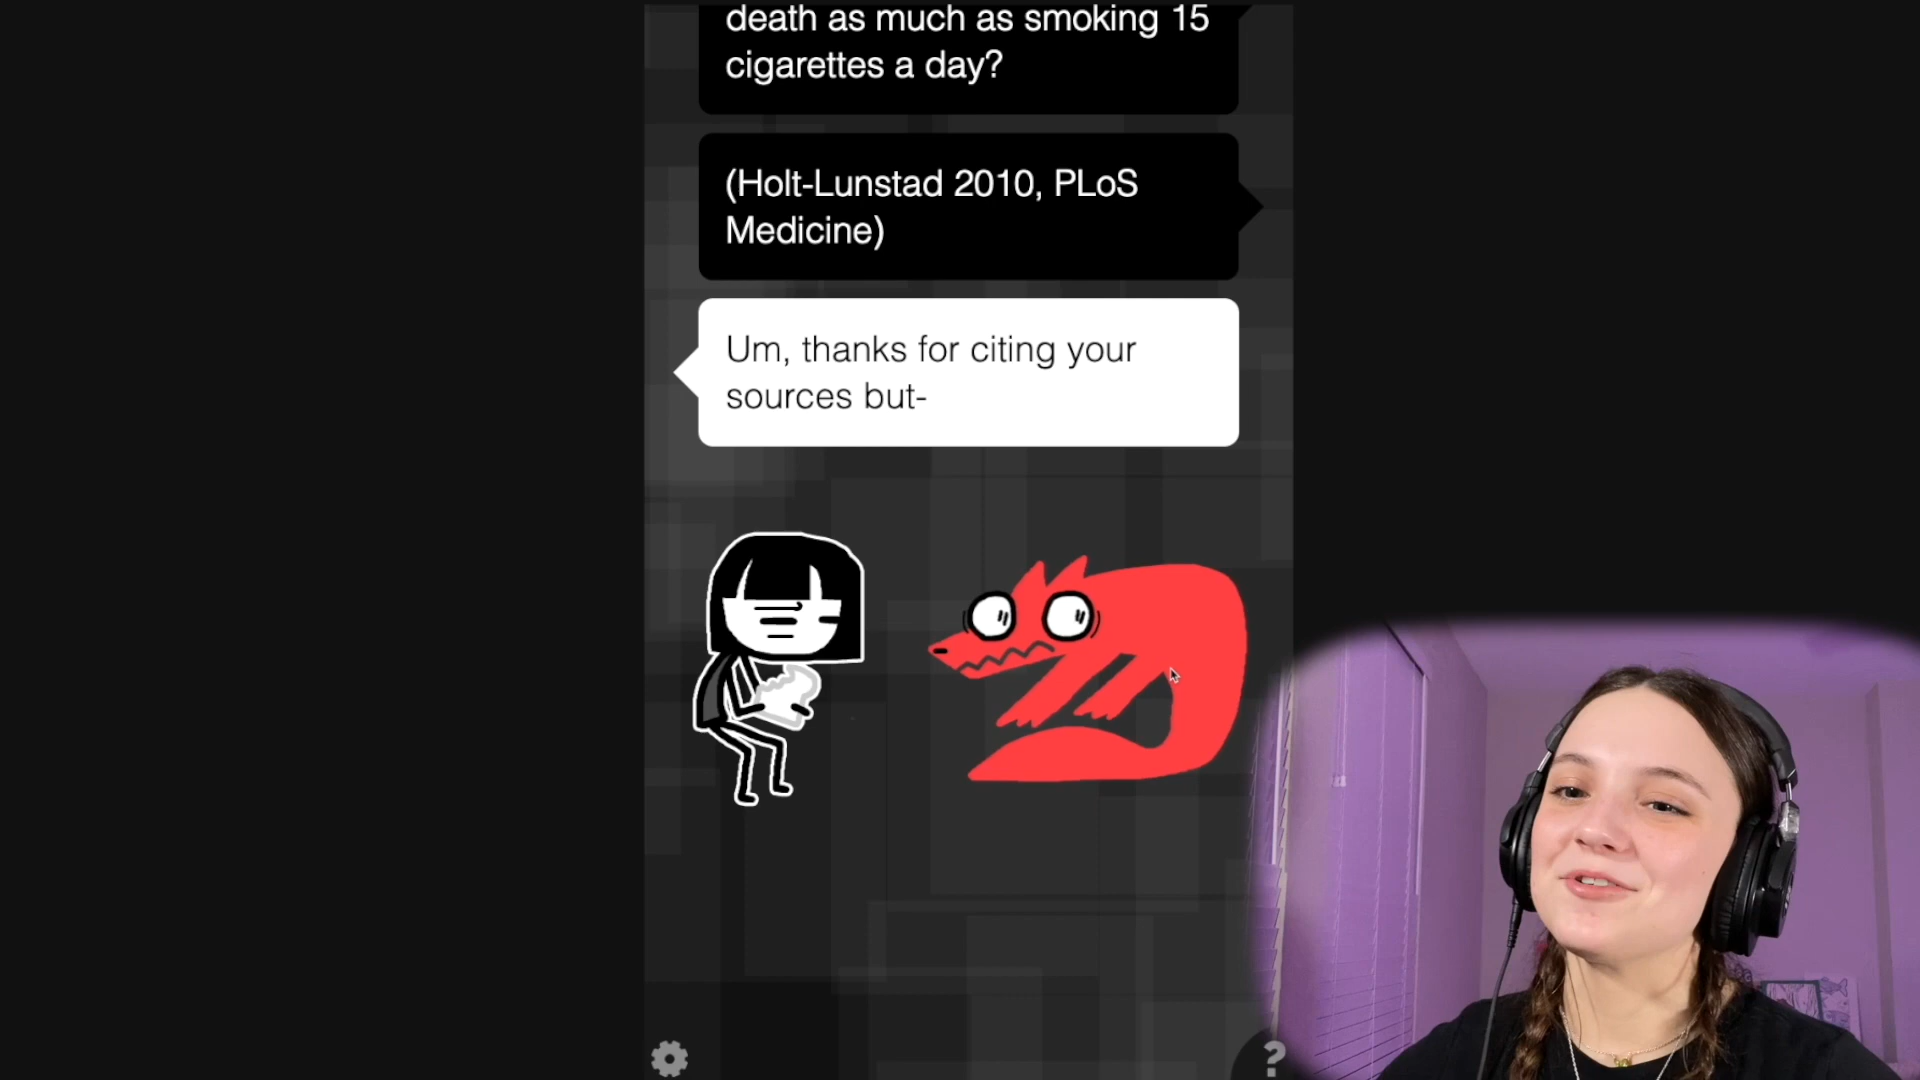 death as much as smoking 15
cigarettes a day?
(Holt-Lunstad 2010, PLoS
Medicine)
Um, thanks for citing your
sources but-
?